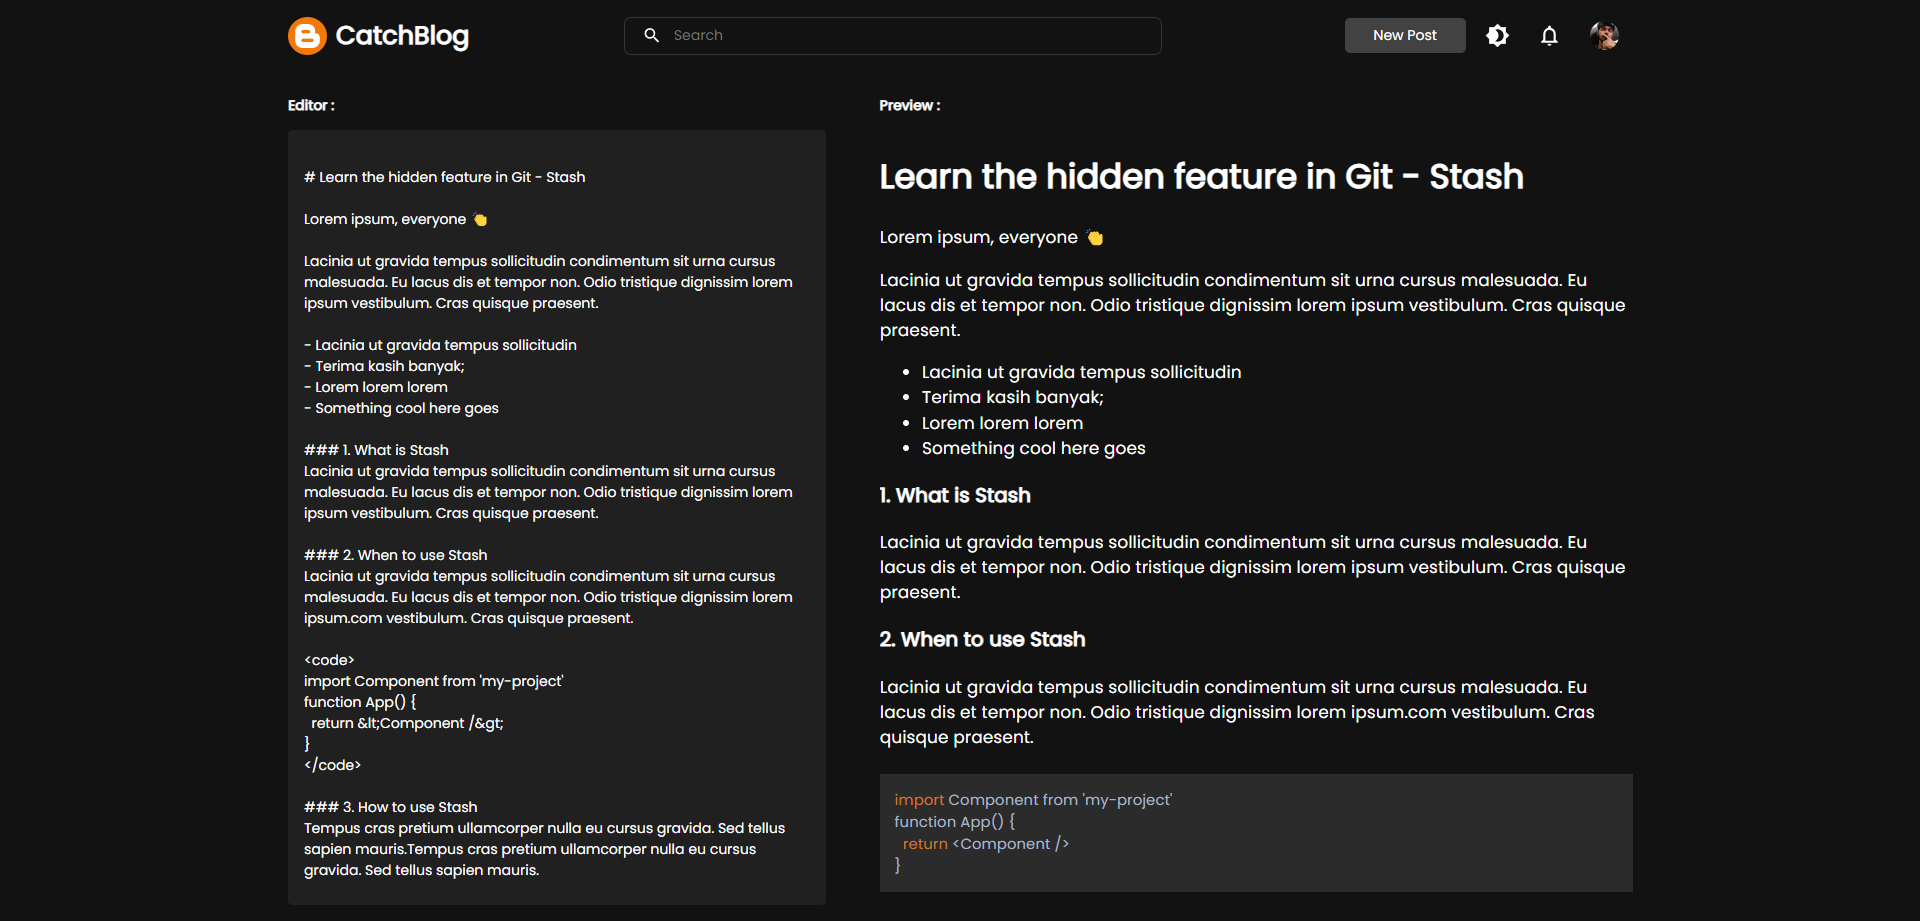 CatchBlog
Search
New Post
Editor :
# Learn the hidden feature in Git - Stash
Lorem ipsum, everyone 👏
Lacinia ut gravida tempus sollicitudin condimentum sit urna cursus
malesuada. Eu lacus dis et tempor non. Odio tristique dignissim lorem
ipsum vestibulum. Cras quisque praesent.
- Lacinia ut gravida tempus sollicitudin
- Terima kasih banyak;
- Lorem lorem lorem
- Something cool here goes
### 1. What is Stash
Lacinia ut gravida tempus sollicitudin condimentum sit urna cursus
malesuada. Eu lacus dis et tempor non. Odio tristique dignissim lorem
ipsum vestibulum. Cras quisque praesent.
### 2. When to use Stash
Lacinia ut gravida tempus sollicitudin condimentum sit urna cursus
malesuada. Eu lacus dis et tempor non. Odio tristique dignissim lorem
ipsum.com vestibulum. Cras quisque praesent.
<code>
import Component from 'my-project'
function App() {
  return &lt;Component /&gt;
}
</code>
### 3. How to use Stash
Tempus cras pretium ullamcorper nulla eu cursus gravida. Sed tellus
sapien mauris.Tempus cras pretium ullamcorper nulla eu cursus
gravida. Sed tellus sapien mauris.
Preview :
Learn the hidden feature in Git - Stash
Lorem ipsum, everyone 👏
Lacinia ut gravida tempus sollicitudin condimentum sit urna cursus malesuada. Eu
lacus dis et tempor non. Odio tristique dignissim lorem ipsum vestibulum. Cras quisque
praesent.
• Lacinia ut gravida tempus sollicitudin
• Terima kasih banyak;
• Lorem lorem lorem
• Something cool here goes
1. What is Stash
Lacinia ut gravida tempus sollicitudin condimentum sit urna cursus malesuada. Eu
lacus dis et tempor non. Odio tristique dignissim lorem ipsum vestibulum. Cras quisque
praesent.
2. When to use Stash
Lacinia ut gravida tempus sollicitudin condimentum sit urna cursus malesuada. Eu
lacus dis et tempor non. Odio tristique dignissim lorem ipsum.com vestibulum. Cras
quisque praesent.
import Component from 'my-project'
function App() {
  return <Component />
}